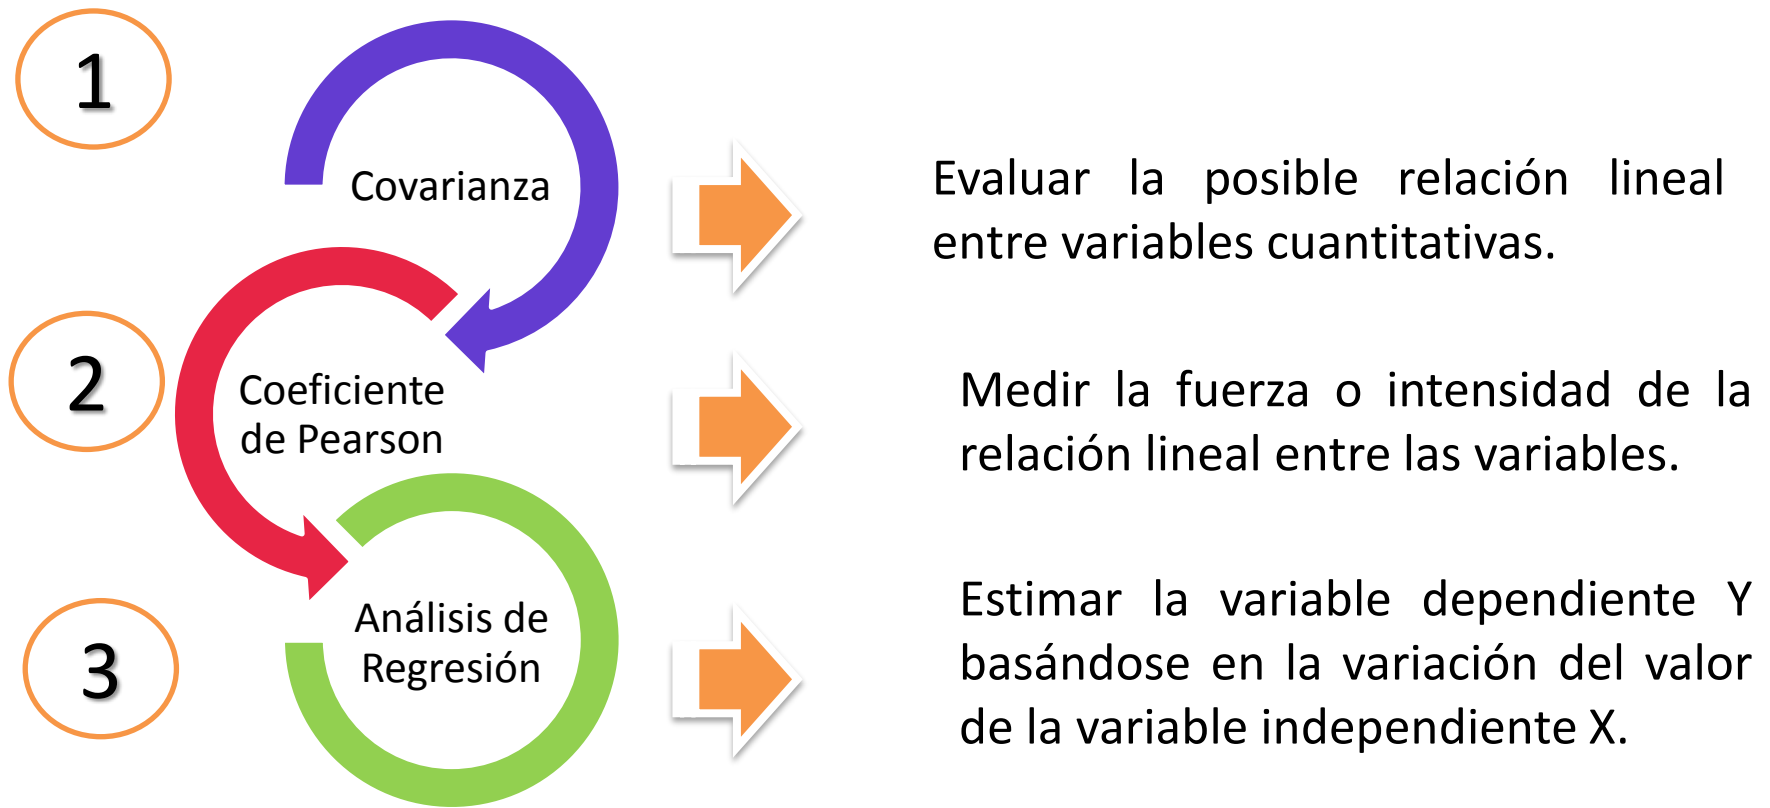 1
Covarianza
Evaluar la posible relación lineal
entre variables cuantitativas.
2
Coeficiente
de Pearson
Medir la fuerza o intensidad de la
relación lineal entre las variables.
3
Análisis de
Regresión
Estimar la variable dependiente Y
basándose en la variación del valor
de la variable independiente X.